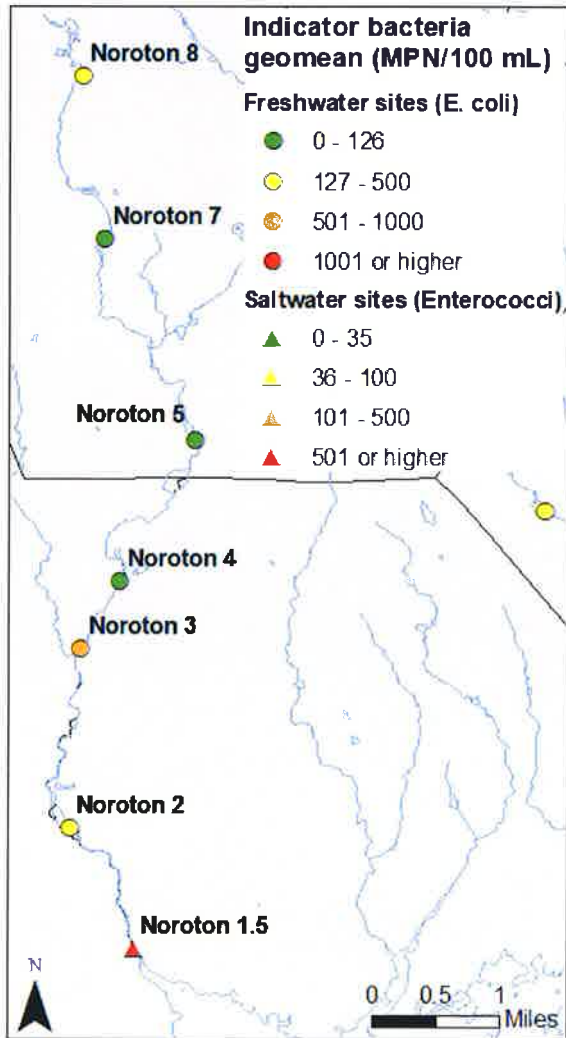 Indicator bacteria
geomean (MPN/100 mL)
Freshwater sites (E. coli)
0 - 126
127 - 500
501 - 1000
1001 or higher
Saltwater sites (Enterococci)
0 - 35
36 - 100
101 - 500
501 or higher
Noroton 8
Noroton 7
Noroton 5
Noroton 4
Noroton 3
Noroton 2
Noroton 1.5
N
0 0.5 1
Miles